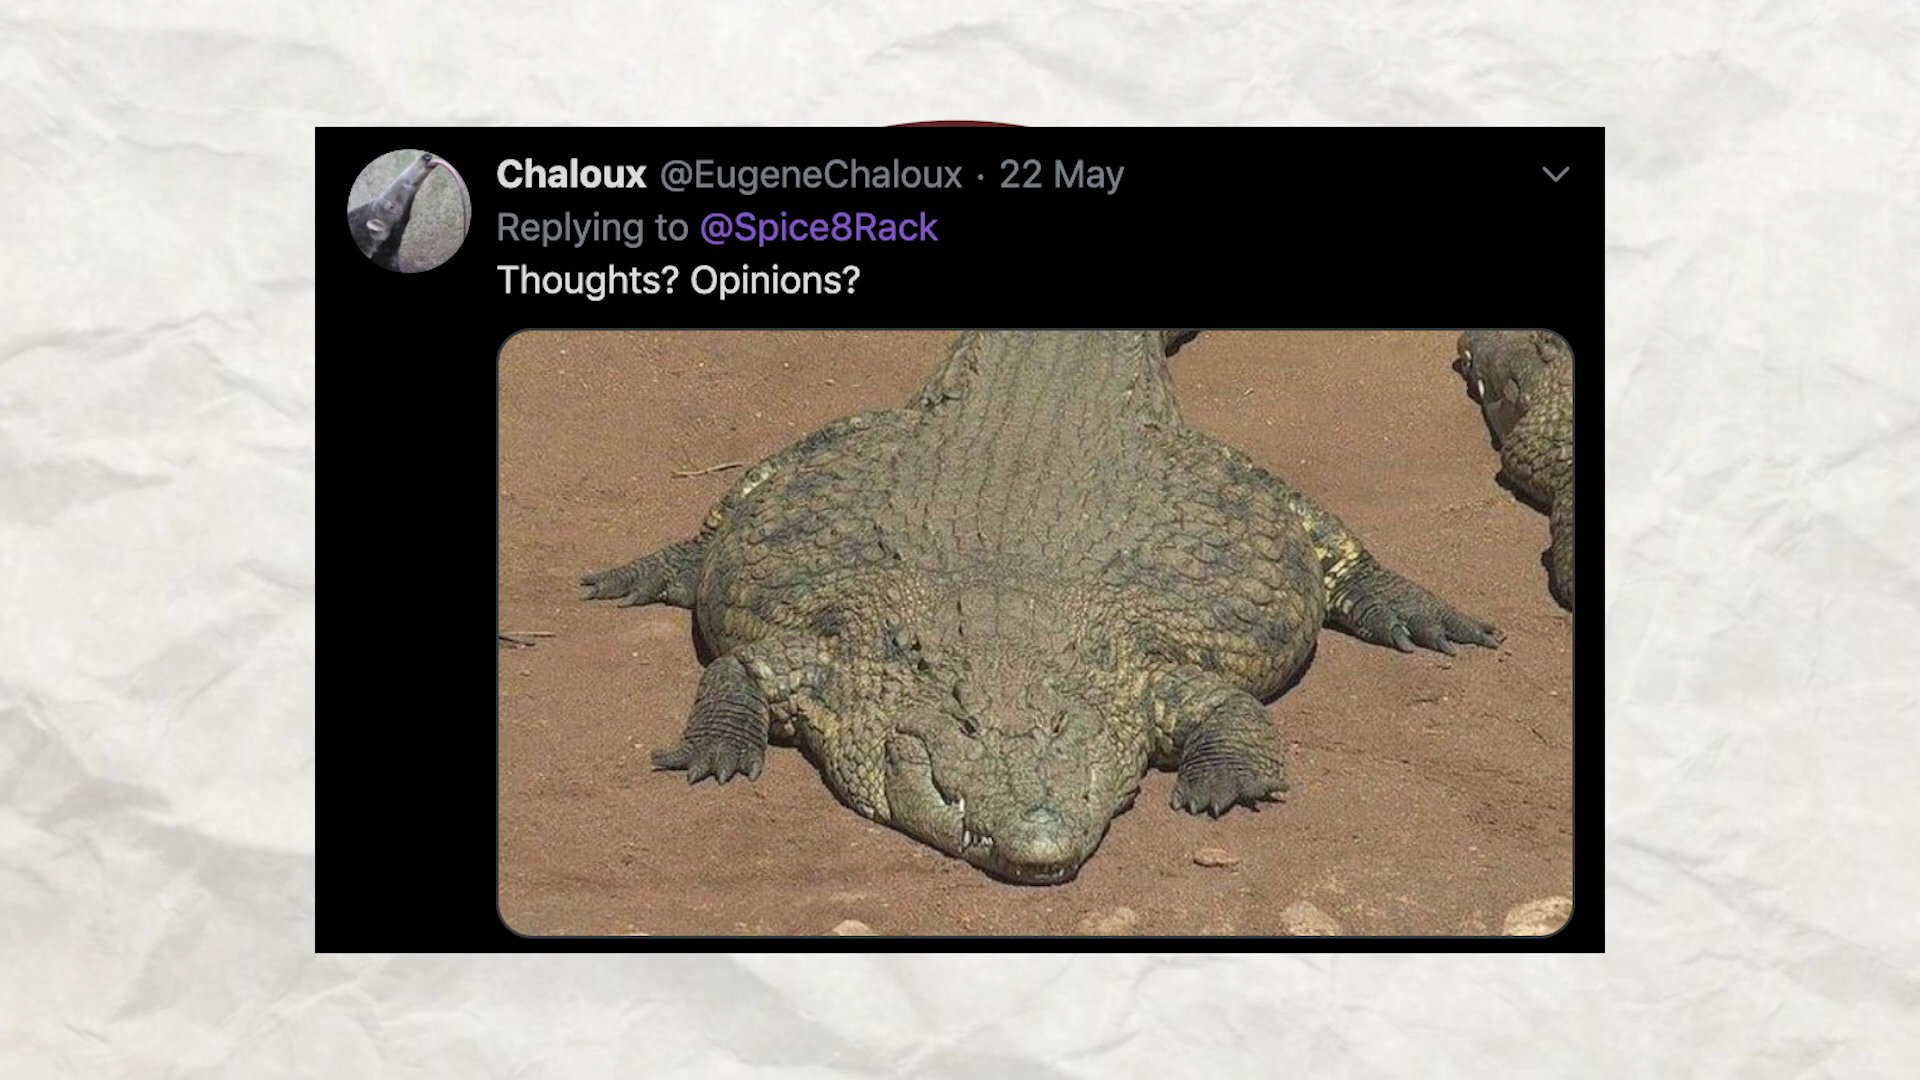 Chaloux @EugeneChaloux · 22 May
Replying to @Spice8Rack
Thoughts? Opinions?